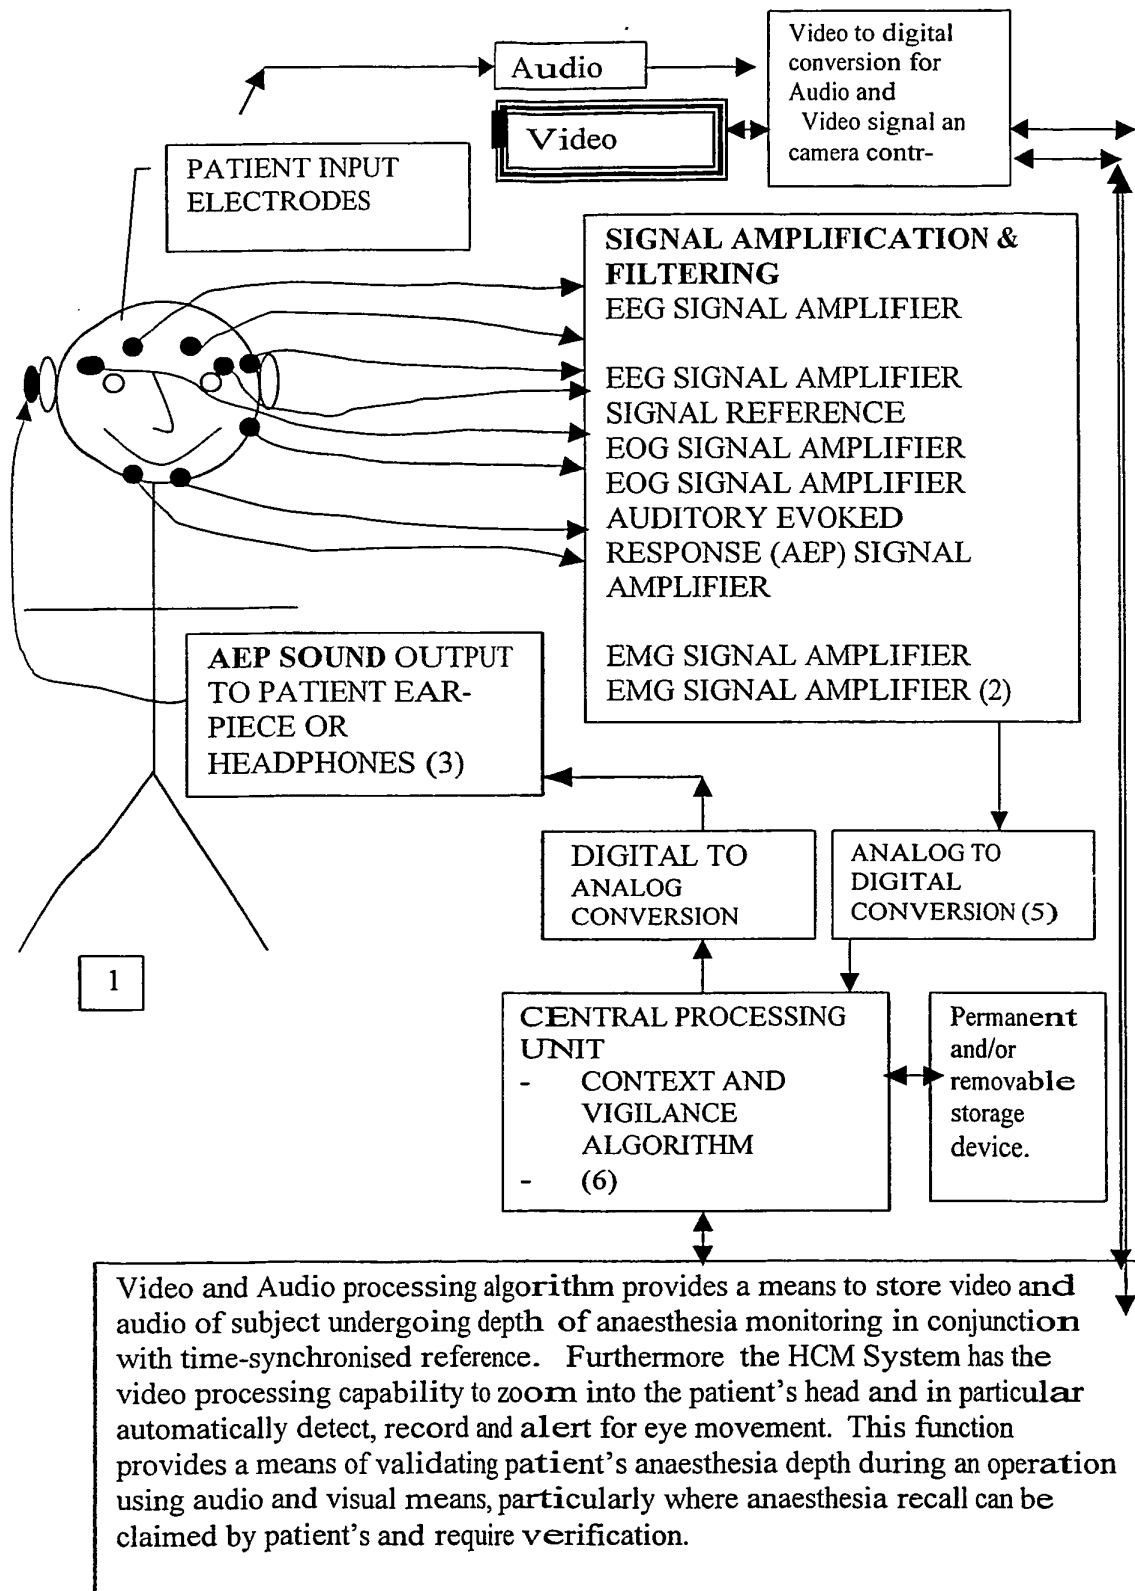 Audio
Video
Video to digital
conversion for
Audio and
Video signal an
camera contr-
PATIENT INPUT
ELECTRODES
SIGNAL AMPLIFICATION &
FILTERING
EEG SIGNAL AMPLIFIER
EEG SIGNAL AMPLIFIER
SIGNAL REFERENCE
EOG SIGNAL AMPLIFIER
EOG SIGNAL AMPLIFIER
AUDITORY EVOKED
RESPONSE (AEP) SIGNAL
AMPLIFIER
EMG SIGNAL AMPLIFIER
EMG SIGNAL AMPLIFIER (2)
AEP SOUND OUTPUT
TO PATIENT EAR-
PIECE OR
HEADPHONES (3)
DIGITAL TO
ANALOG
CONVERSION
ANALOG TO
DIGITAL
CONVERSION (5)
1
CENTRAL PROCESSING
UNIT
- CONTEXT AND
VIGILANCE
ALGORITHM
- (6)
Permanent
and/or
removable
storage
device.
Video and Audio processing algorithm provides a means to store video and
audio of subject undergoing depth of anaesthesia monitoring in conjunction
with time-synchronised reference. Furthermore the HCM System has the
video processing capability to zoom into the patient's head and in particular
automatically detect, record and alert for eye movement. This function
provides a means of validating patient's anaesthesia depth during an operation
using audio and visual means, particularly where anaesthesia recall can be
claimed by patient's and require verification.